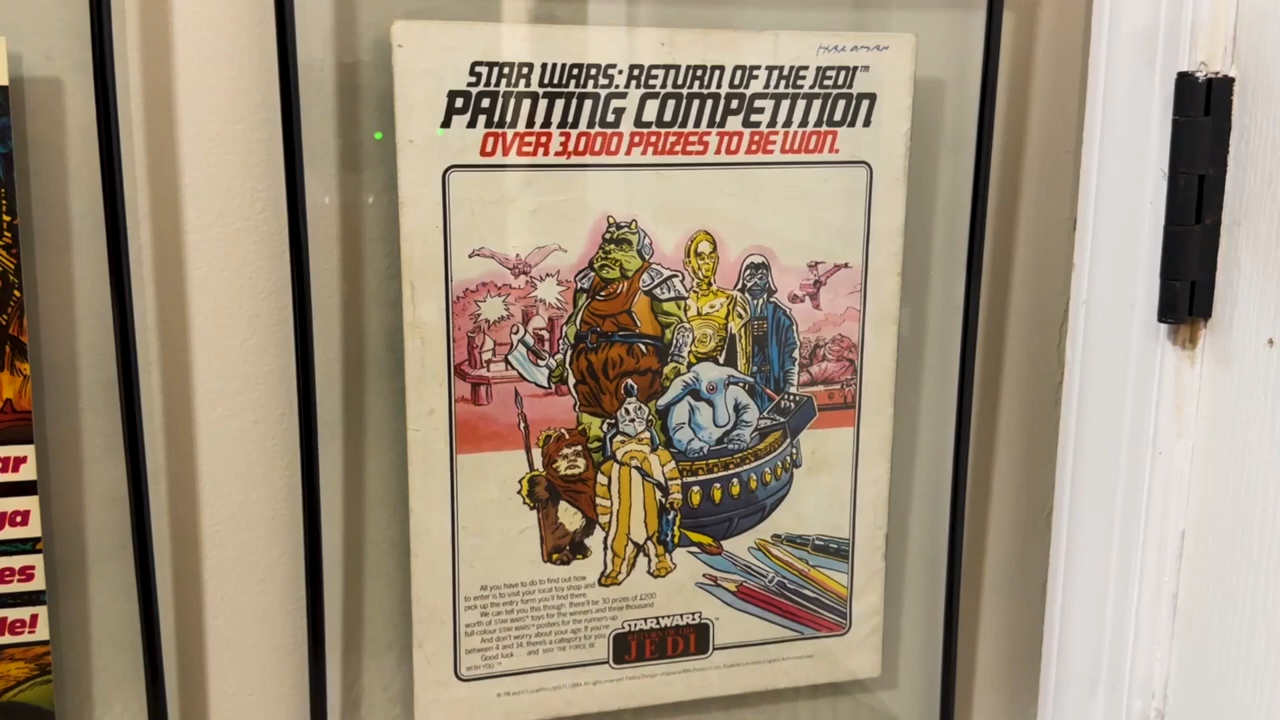 HARDMAN
STAR WARS: RETURN OF THE JEDI™
PAINTING COMPETITION
OVER 3,000 PRIZES TO BE WON.
All you have to do to find out how
to enter is to visit your local toy shop and
pick up the entry form you'll find there.
We can tell you this though: there'll be 30 prizes of £200
worth of STAR WARS® toys for the winners and three thousand
full-colour STAR WARS™ posters for the runners-up.
And don't worry about your age. If you're
between 4 and 14, there's a category for you
Good luck... and MAY THE FORCE BE
WITH YOU™
STAR WARS™
RETURN OF THE
JEDI
ar
ga
es
le!